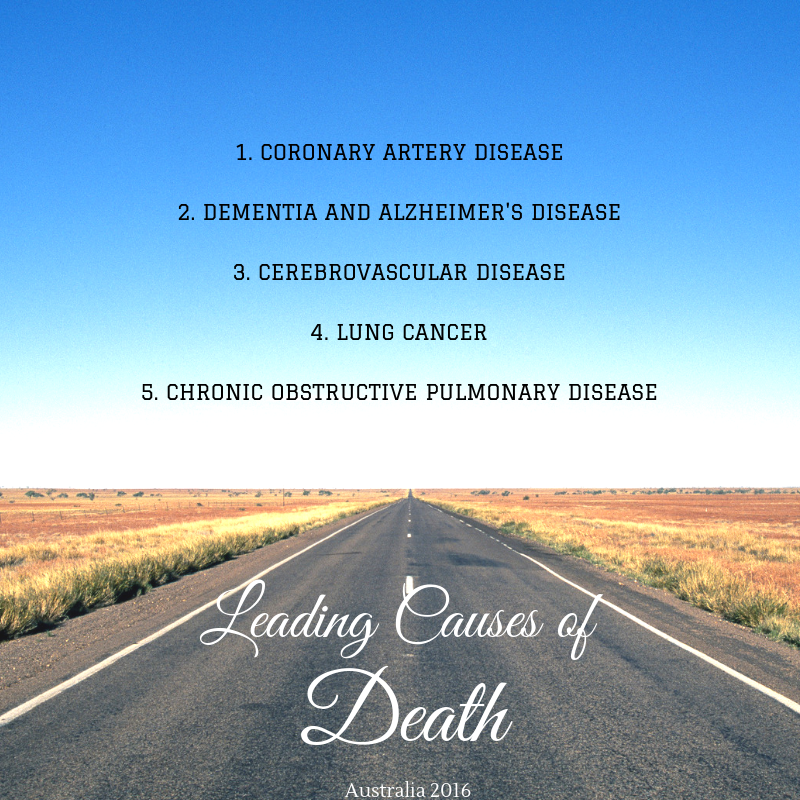 1. CORONARY ARTERY DISEASE
2. DEMENTIA AND ALZHEIMER'S DISEASE
3. CEREBROVASCULAR DISEASE
4. LUNG CANCER
5. CHRONIC OBSTRUCTIVE PULMONARY DISEASE
Leading Causes of
Death
Australia 2016